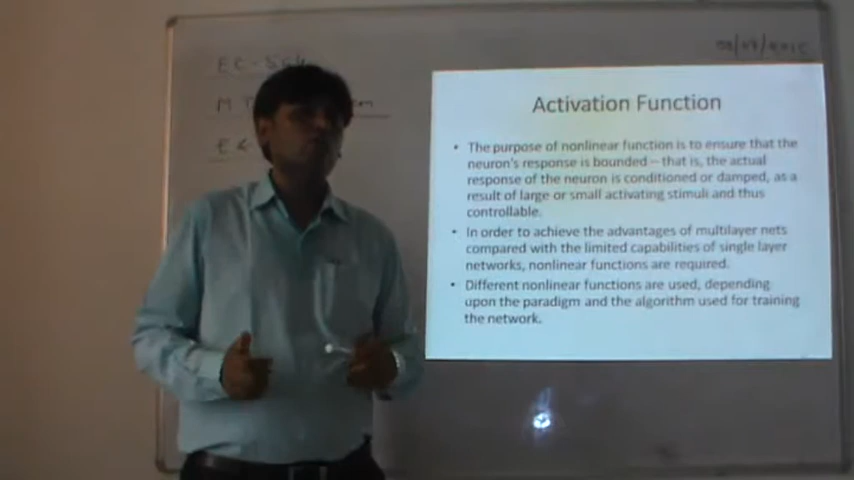 Activation Function
• The purpose of nonlinear function is to ensure that the
neuron's response is bounded – that is, the actual
response of the neuron is conditioned or damped, as a
result of large or small activating stimuli and thus
controllable.
• In order to achieve the advantages of multilayer nets
compared with the limited capabilities of single layer
networks, nonlinear functions are required.
• Different nonlinear functions are used, depending
upon the paradigm and the algorithm used for training
the network.